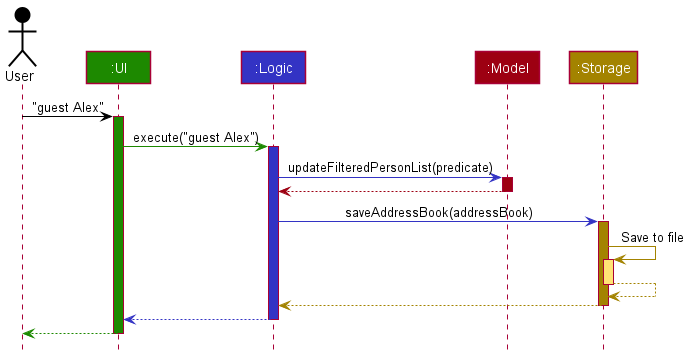 User
:UI
:Logic
:Model
:Storage
"guest Alex"
execute("guest Alex")
updateFilteredPersonList(predicate)
saveAddressBook(addressBook)
Save to file